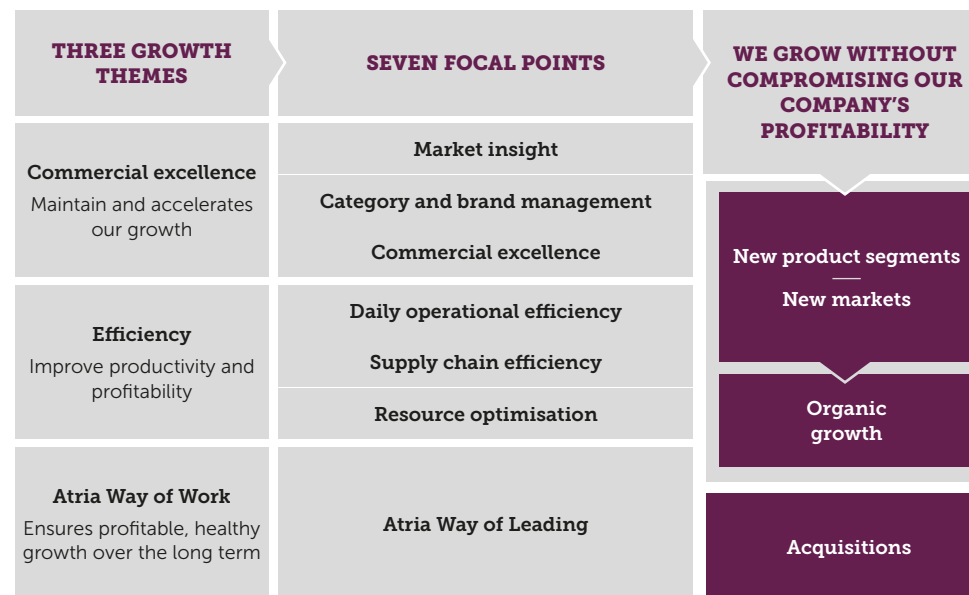 THREE GROWTH
THEMES
SEVEN FOCAL POINTS
WE GROW WITHOUT
COMPROMISING OUR
COMPANY'S
PROFITABILITY
Commercial excellence
Maintain and accelerates
our growth
Market insight
Category and brand management
Commercial excellence
Efficiency
Improve productivity and
profitability
Daily operational efficiency
Supply chain efficiency
Resource optimisation
Atria Way of Work
Ensures profitable, healthy
growth over the long term
Atria Way of Leading
New product segments
New markets
Organic
growth
Acquisitions